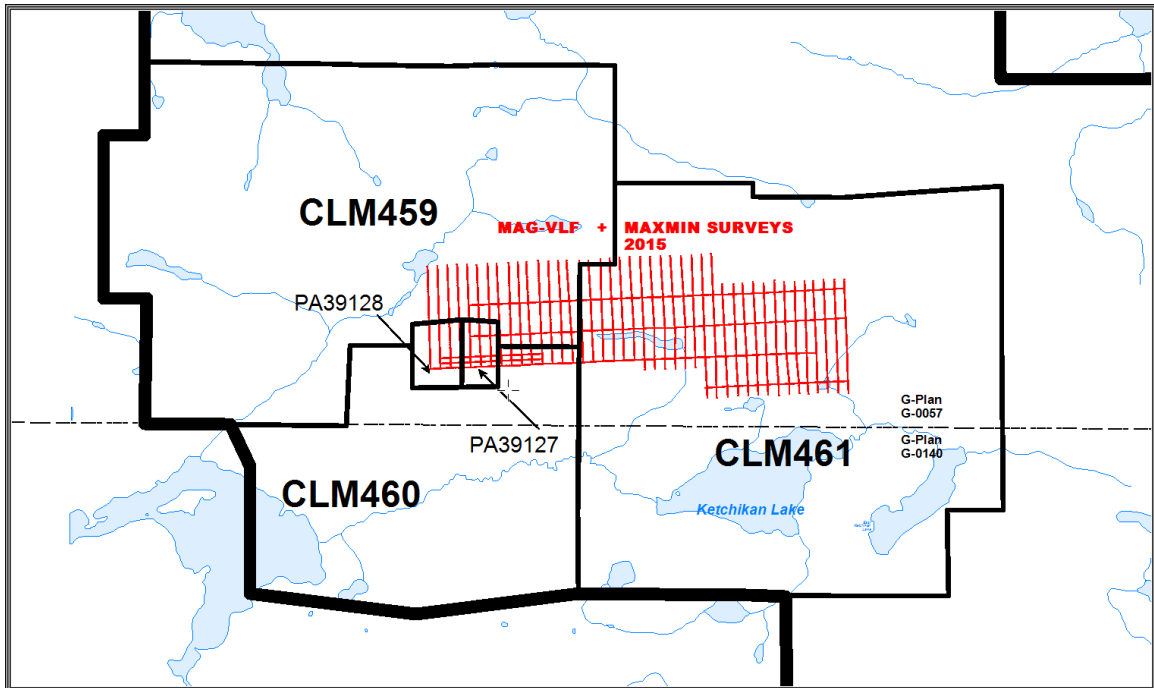 CLM459
MAG-VLF + MAXMIN SURVEYS
2015
PA39128
G-Plan
G-0057
PA39127
G-Plan
G-0140
CLM461
CLM460
Ketchikan Lake